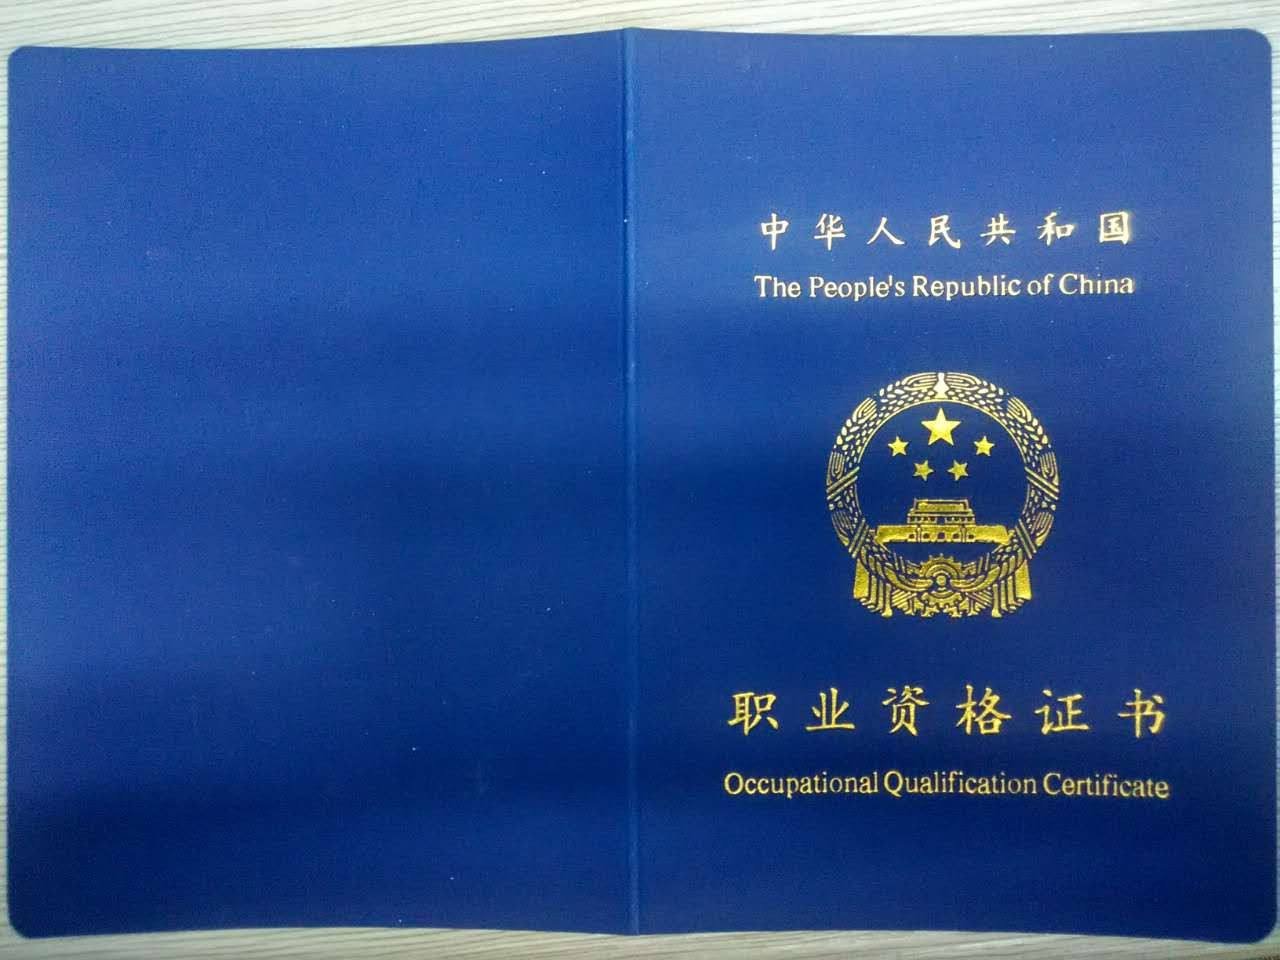 中华人民共和国
The People's Republic of China
职业资格证书
Occupational Qualification Certificate